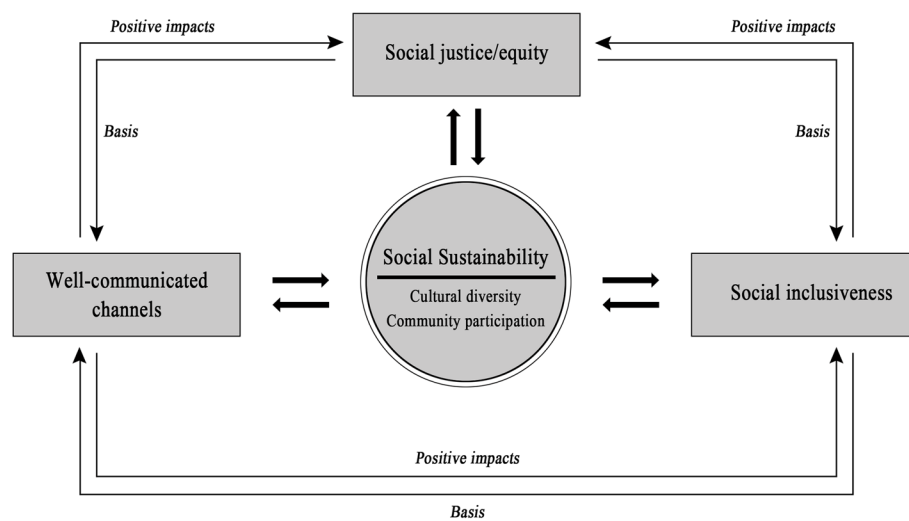 Positive impacts
Positive impacts
Social justice/equity
Basis
Basis
Well-communicated
channels
Social Sustainability
Cultural diversity
Community participation
Social inclusiveness
Positive impacts
Basis